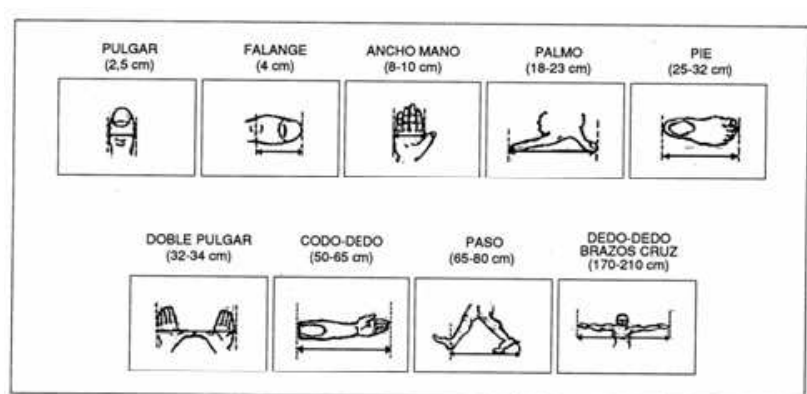 PULGAR
(2,5 cm)
FALANGE
(4 cm)
ANCHO MANO
(8-10 cm)
PALMO
(18-23 cm)
PIE
(25-32 cm)
DOBLE PULGAR
(32-34 cm)
CODO-DEDO
(50-65 cm)
PASO
(65-80 cm)
DEDO-DEDO
BRAZOS CRUZ
(170-210 cm)